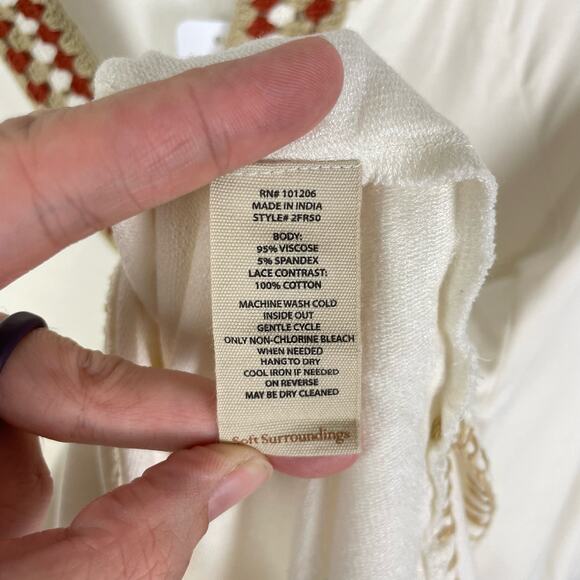 RN# 101206
MADE IN INDIA
STYLE# 2FR50
BODY:
95% VISCOSE
5% SPANDEX
LACE CONTRAST:
100% COTTON
MACHINE WASH COLD
INSIDE OUT
GENTLE CYCLE
ONLY NON-CHLORINE BLEACH
WHEN NEEDED
HANG TO DRY
COOL IRON IF NEEDED
ON REVERSE
MAY BE DRY CLEANED
Soft Surroundings